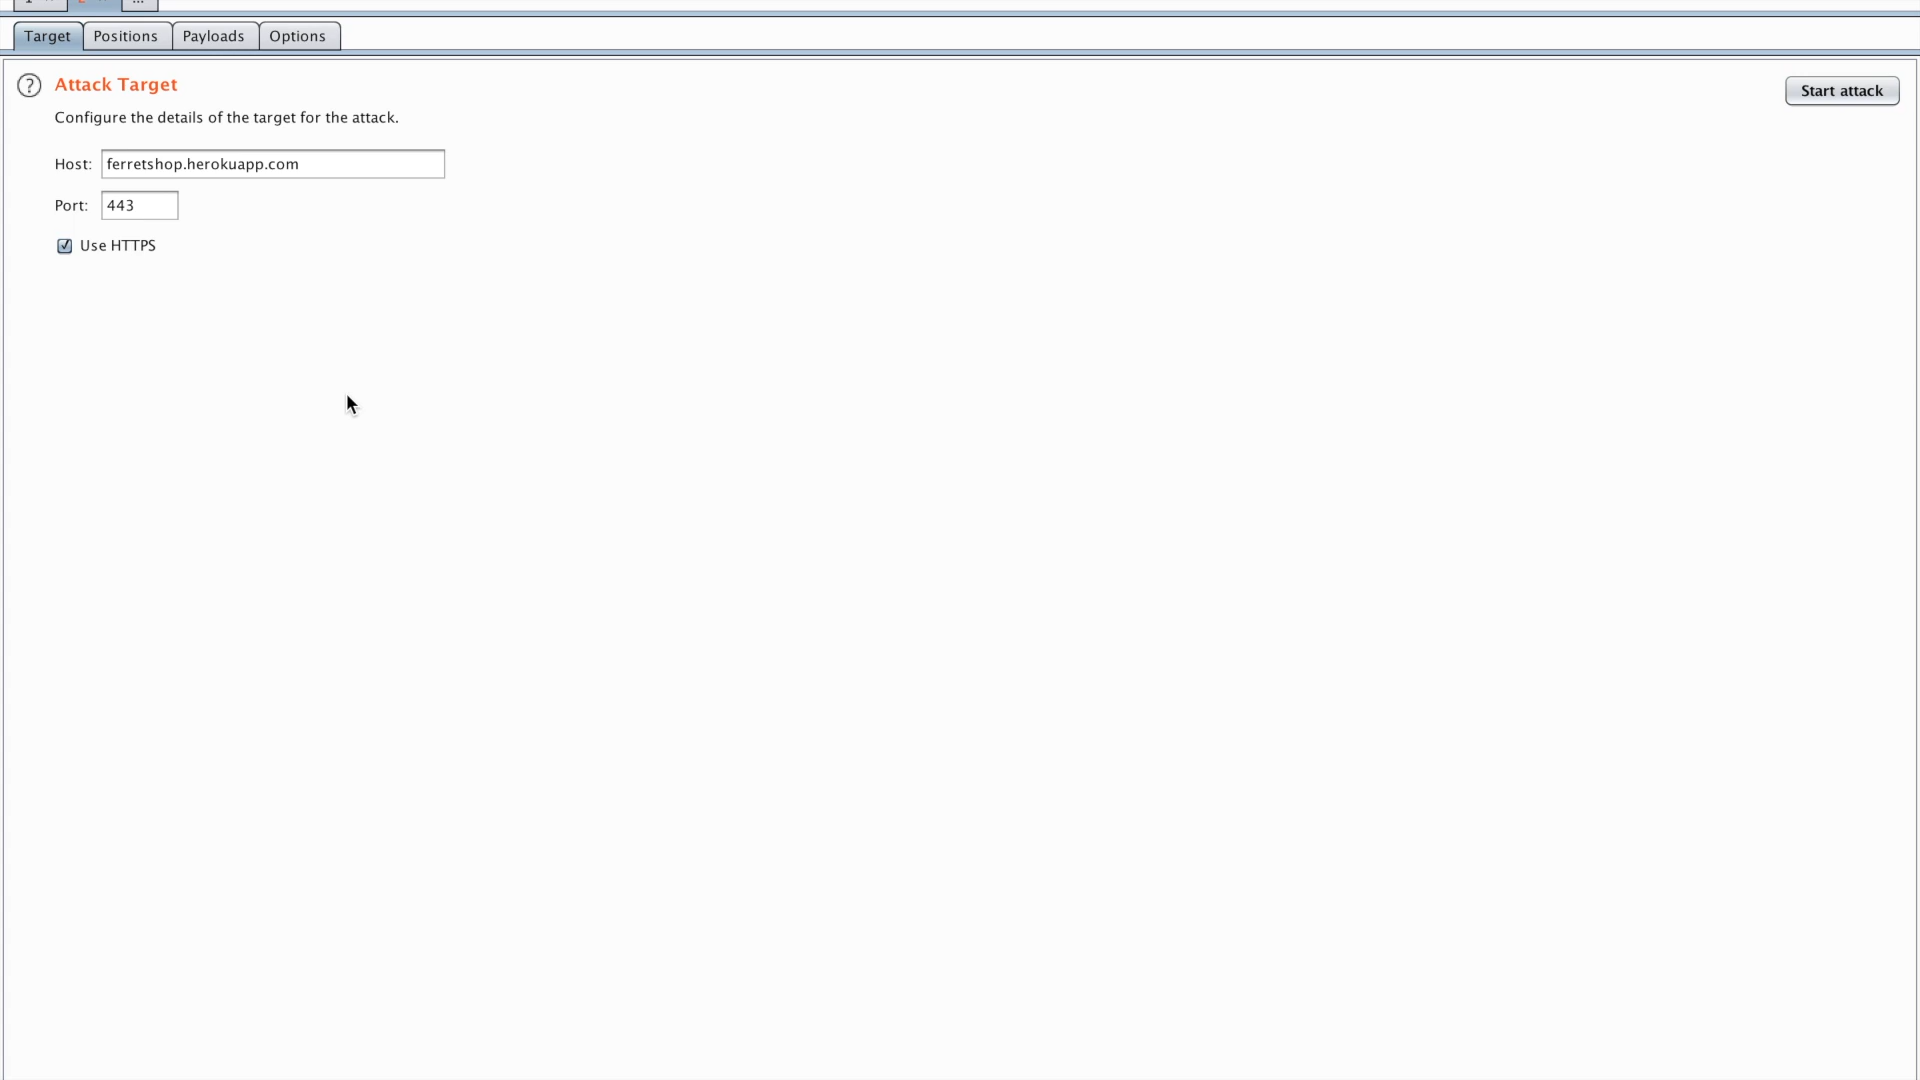 Target Positions Payloads Options
Attack Target
Start attack
Configure the details of the target for the attack.
Host: ferretshop.herokuapp.com
Port: 443
Use HTTPS